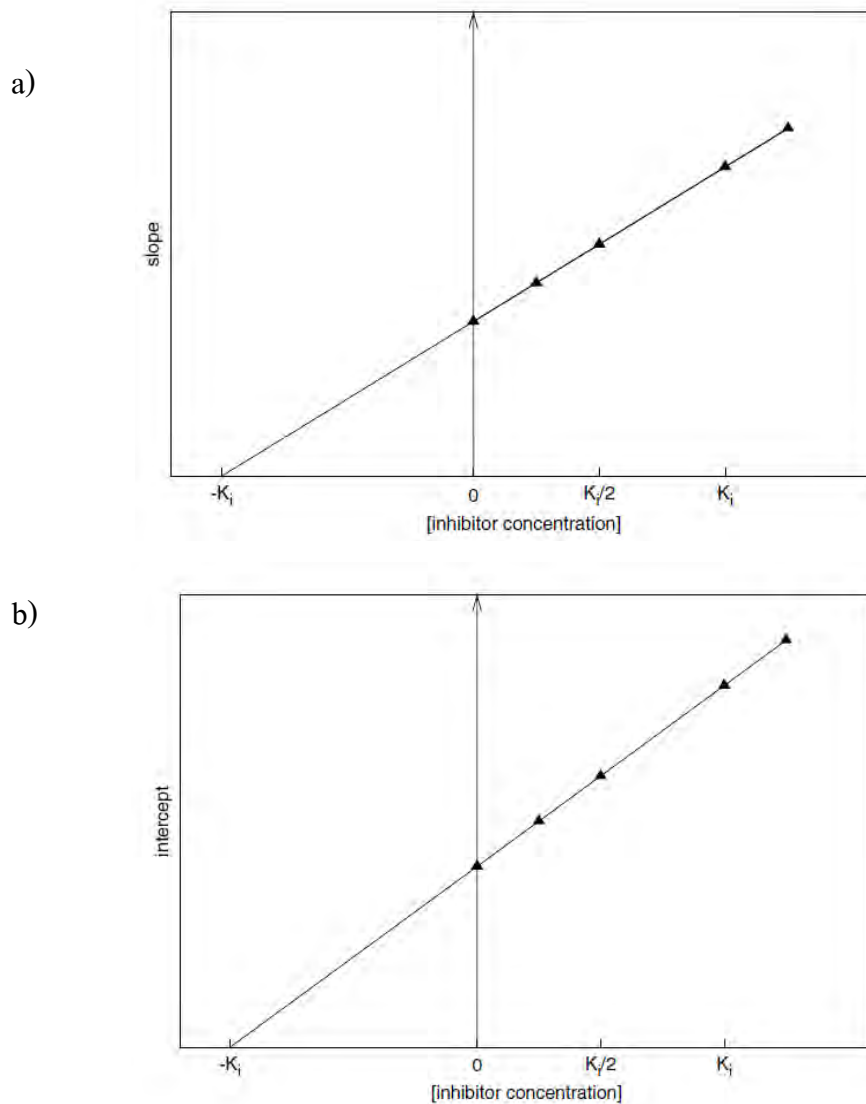 a)
slope
-Ki 0 Ki/2 Ki
[inhibitor concentration]
b)
intercept
-Ki 0 Ki/2 Ki
[inhibitor concentration]